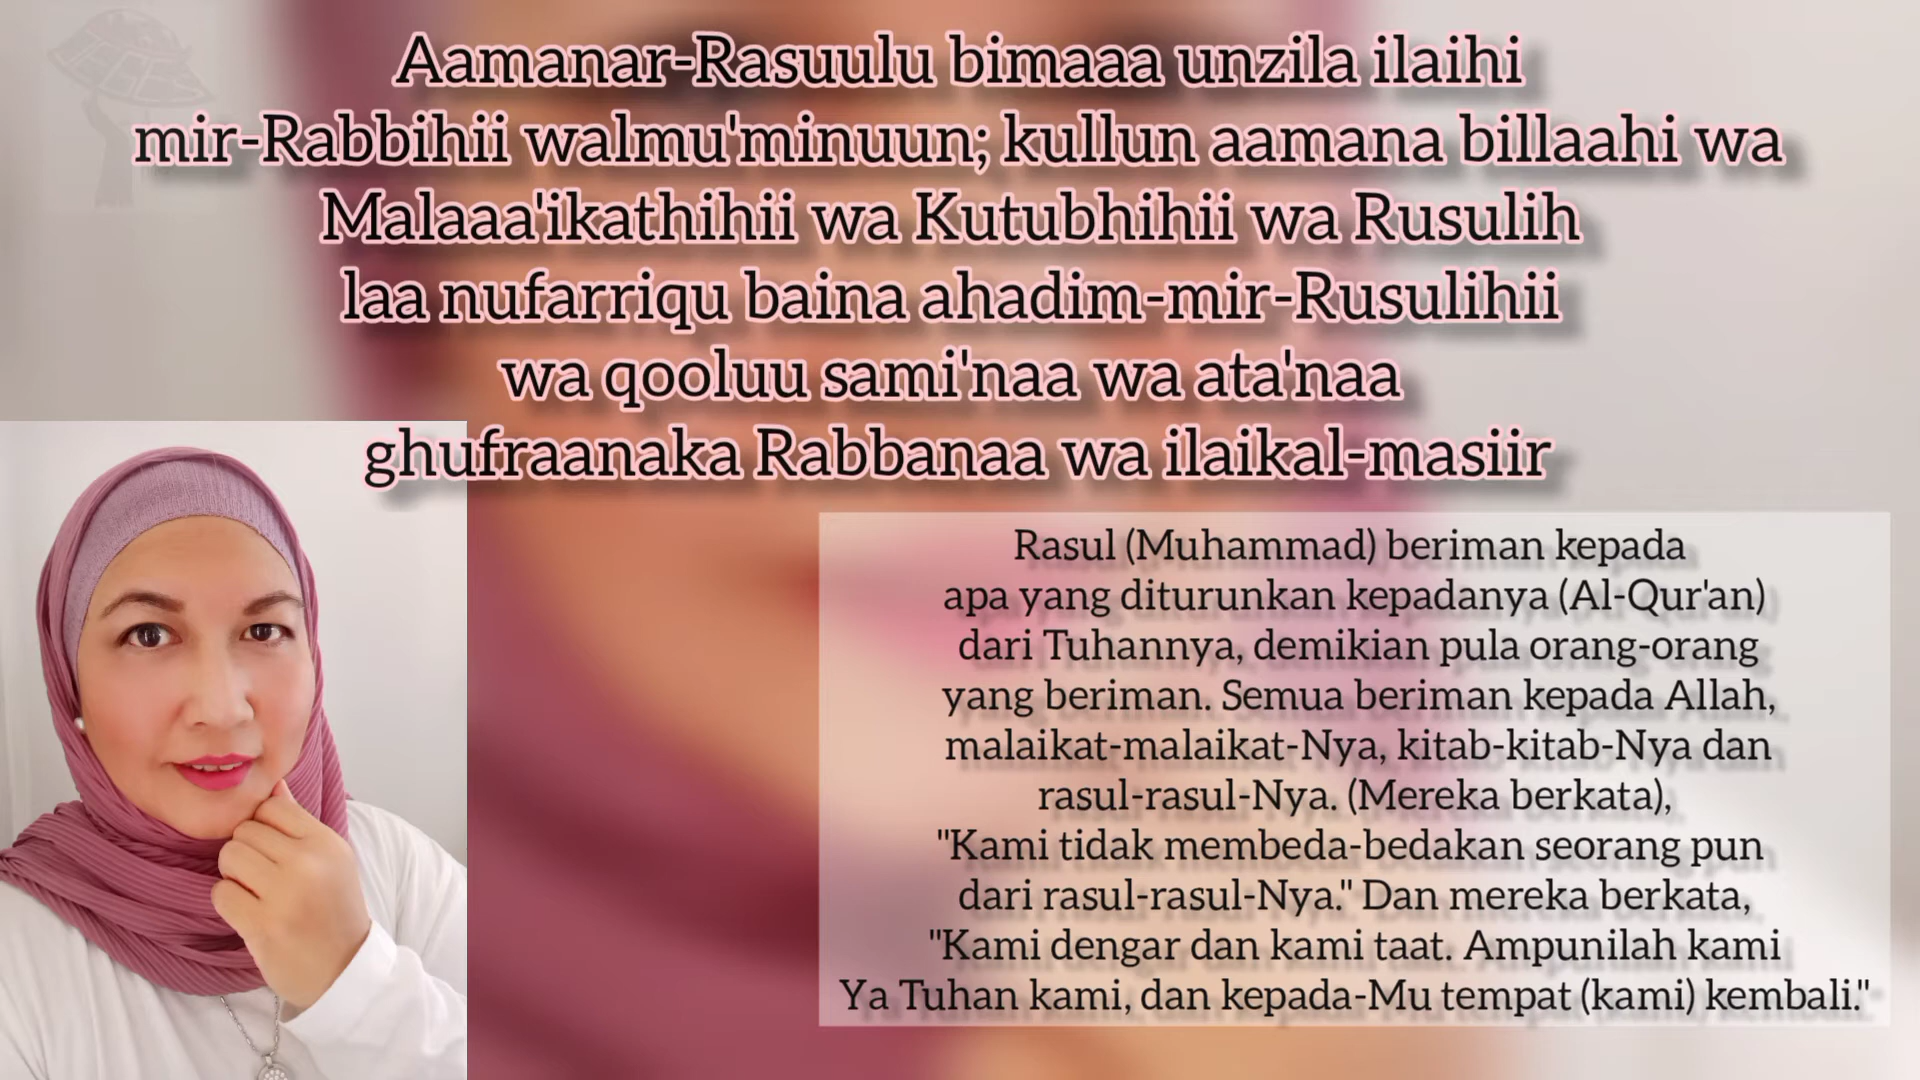 Aamanar-Rasuulu bimaaa unzila ilaihi
mir-Rabbihii walmu'minuun; kullun aamana billaahi wa
Malaaa'ikathihii wa Kutubhihii wa Rusulih
laa nufarriqu baina ahadim-mir-Rusulihii
wa qooluu sami'naa wa ata'naa
ghufraanaka Rabbanaa wa ilaikal-masiir
Rasul (Muhammad) beriman kepada
apa yang diturunkan kepadanya (Al-Qur'an)
dari Tuhannya, demikian pula orang-orang
yang beriman. Semua beriman kepada Allah,
malaikat-malaikat-Nya, kitab-kitab-Nya dan
rasul-rasul-Nya. (Mereka berkata),
"Kami tidak membeda-bedakan seorang pun
dari rasul-rasul-Nya." Dan mereka berkata,
"Kami dengar dan kami taat. Ampunilah kami
Ya Tuhan kami, dan kepada-Mu tempat (kami) kembali."